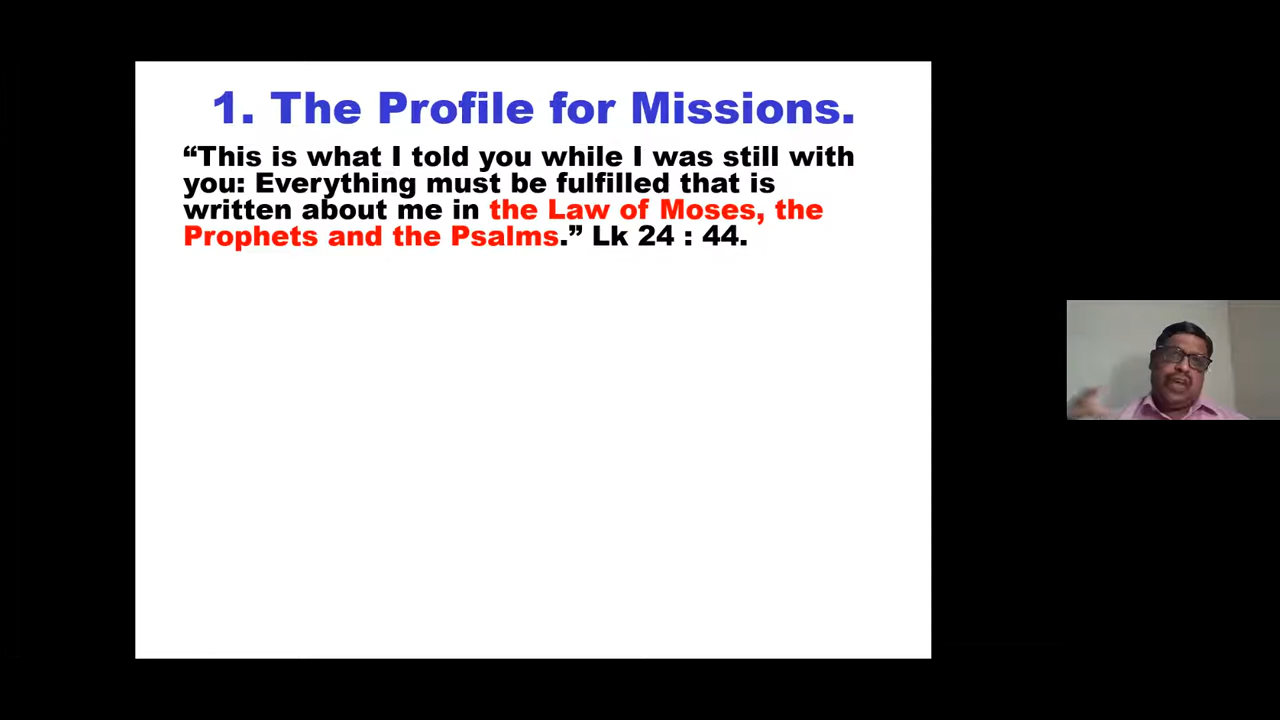 1. The Profile for Missions.
“This is what I told you while I was still with
you: Everything must be fulfilled that is
written about me in the Law of Moses, the
Prophets and the Psalms.” Lk 24 : 44.